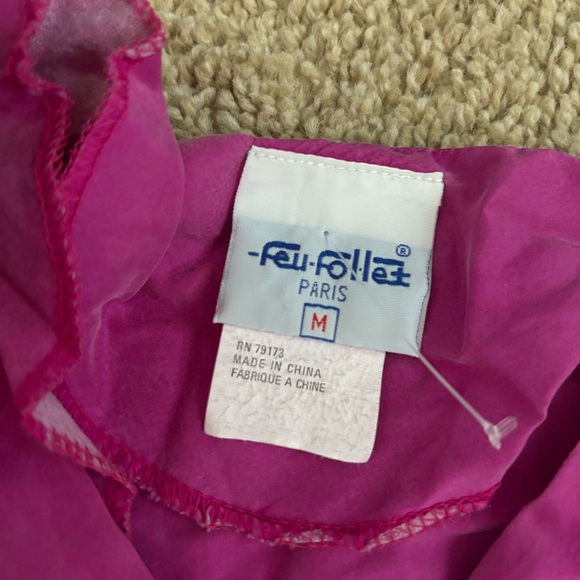 Feu-Follet®
PARIS
M
RN 79173
MADE IN CHINA
FABRIQUE A CHINE